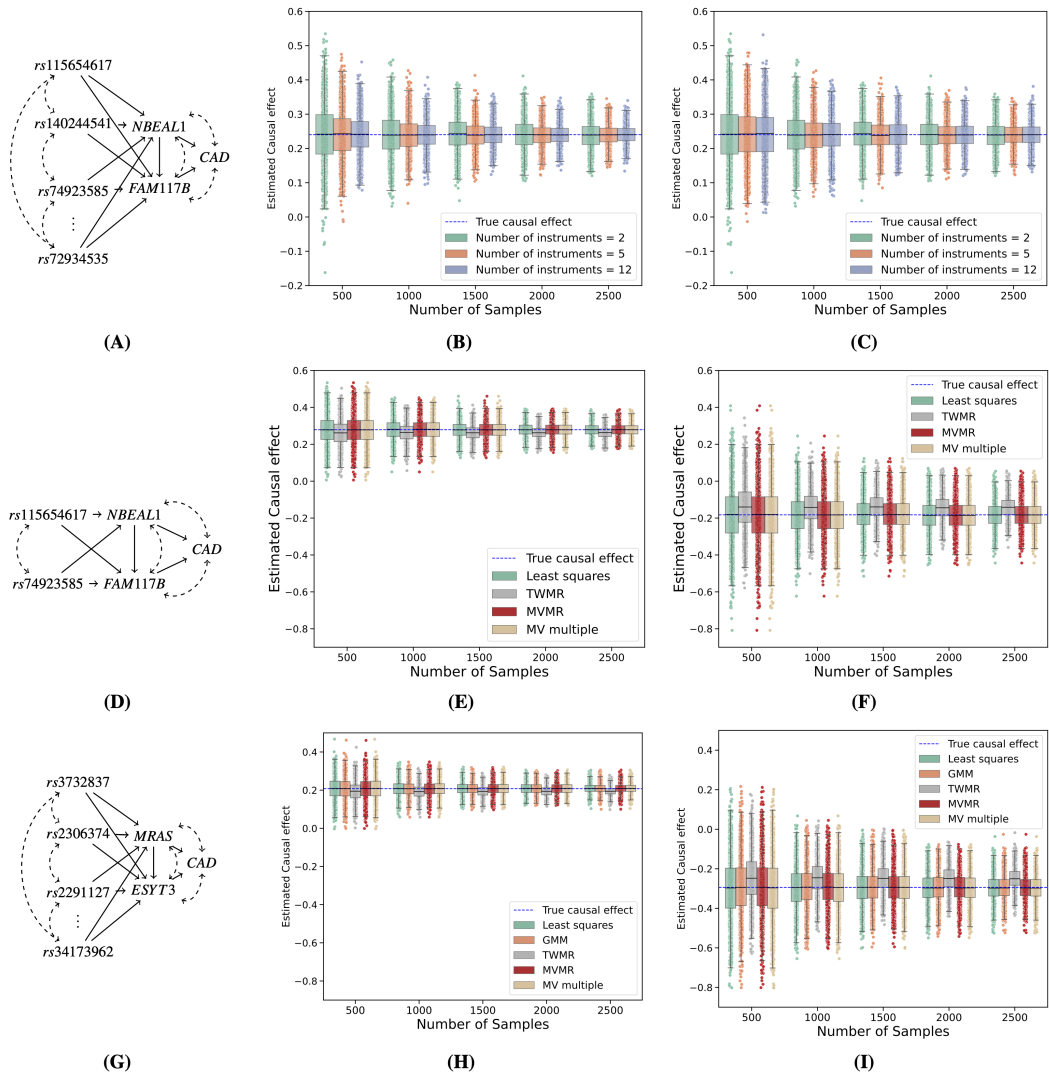 rs115654617
rs140244541
NBEAL1
CAD
rs74923585
FAM117B
⋮
rs72934535
(A)
Estimated Causal effect
0.6
0.5
0.4
0.3
0.2
0.1
0.0
−0.1
−0.2
True causal effect
Number of instruments = 2
Number of instruments = 5
Number of instruments = 12
500 1000 1500 2000 2500
Number of Samples
(B)
Estimated Causal effect
0.6
0.5
0.4
0.3
0.2
0.1
0.0
−0.1
−0.2
True causal effect
Number of instruments = 2
Number of instruments = 5
Number of instruments = 12
500 1000 1500 2000 2500
Number of Samples
(C)
rs115654617
NBEAL1
CAD
rs74923585
FAM117B
(D)
Estimated Causal effect
0.6
0.4
0.2
0.0
−0.2
−0.4
−0.6
−0.8
True causal effect
Least squares
TWMR
MVMR
MV multiple
500 1000 1500 2000 2500
Number of Samples
(E)
Estimated Causal effect
0.6
0.4
0.2
0.0
−0.2
−0.4
−0.6
−0.8
True causal effect
Least squares
TWMR
MVMR
MV multiple
500 1000 1500 2000 2500
Number of Samples
(F)
rs3732837
rs2306374
MRAS
CAD
rs2291127
ESYT3
⋮
rs34173962
(G)
Estimated Causal effect
0.4
0.2
0.0
−0.2
−0.4
−0.6
−0.8
True causal effect
Least squares
GMM
TWMR
MVMR
MV multiple
500 1000 1500 2000 2500
Number of Samples
(H)
Estimated Causal effect
0.4
0.2
0.0
−0.2
−0.4
−0.6
−0.8
True causal effect
Least squares
GMM
TWMR
MVMR
MV multiple
500 1000 1500 2000 2500
Number of Samples
(I)